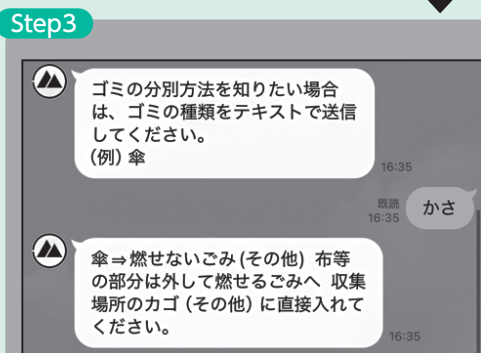 Step3
ゴミの分別方法を知りたい場合
は、ゴミの種類をテキストで送信
してください。
(例) 傘
16:35
既読
16:35
かさ
傘⇒燃せないごみ(その他) 布等
の部分は外して燃せるごみへ 収集
場所のカゴ (その他) に直接入れて
ください。
16:35